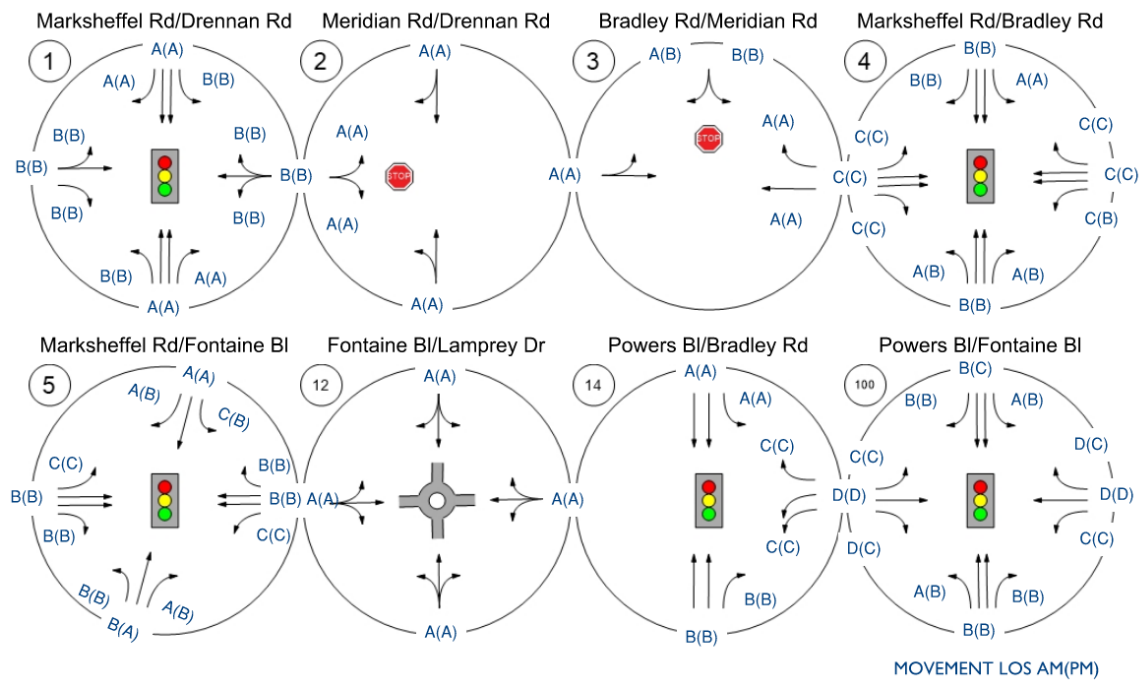 Marksheffel Rd/Drennan Rd
1
A(A)
A(A)
B(B)
B(B)
B(B)
B(B)
B(B)
B(B)
B(B)
B(B)
A(A)
A(A)
Meridian Rd/Drennan Rd
2
A(A)
A(A)
STOP
A(A)
A(A)
Bradley Rd/Meridian Rd
3
A(B)
B(B)
STOP
A(A)
A(A)
A(A)
Marksheffel Rd/Bradley Rd
4
B(B)
B(B)
A(A)
C(C)
C(C)
C(C)
C(C)
C(C)
C(B)
A(B)
A(B)
B(B)
Marksheffel Rd/Fontaine Bl
5
A(A)
A(B)
C(B)
C(C)
B(B)
B(B)
B(B)
B(B)
C(C)
B(B)
A(B)
B(A)
Fontaine Bl/Lamprey Dr
12
A(A)
A(A)
A(A)
A(A)
Powers Bl/Bradley Rd
14
A(A)
A(A)
C(C)
D(D)
C(C)
B(B)
B(B)
Powers Bl/Fontaine Bl
100
B(C)
B(B)
A(B)
C(C)
D(C)
D(D)
D(C)
C(C)
A(B)
B(B)
B(B)
MOVEMENT LOS AM(PM)